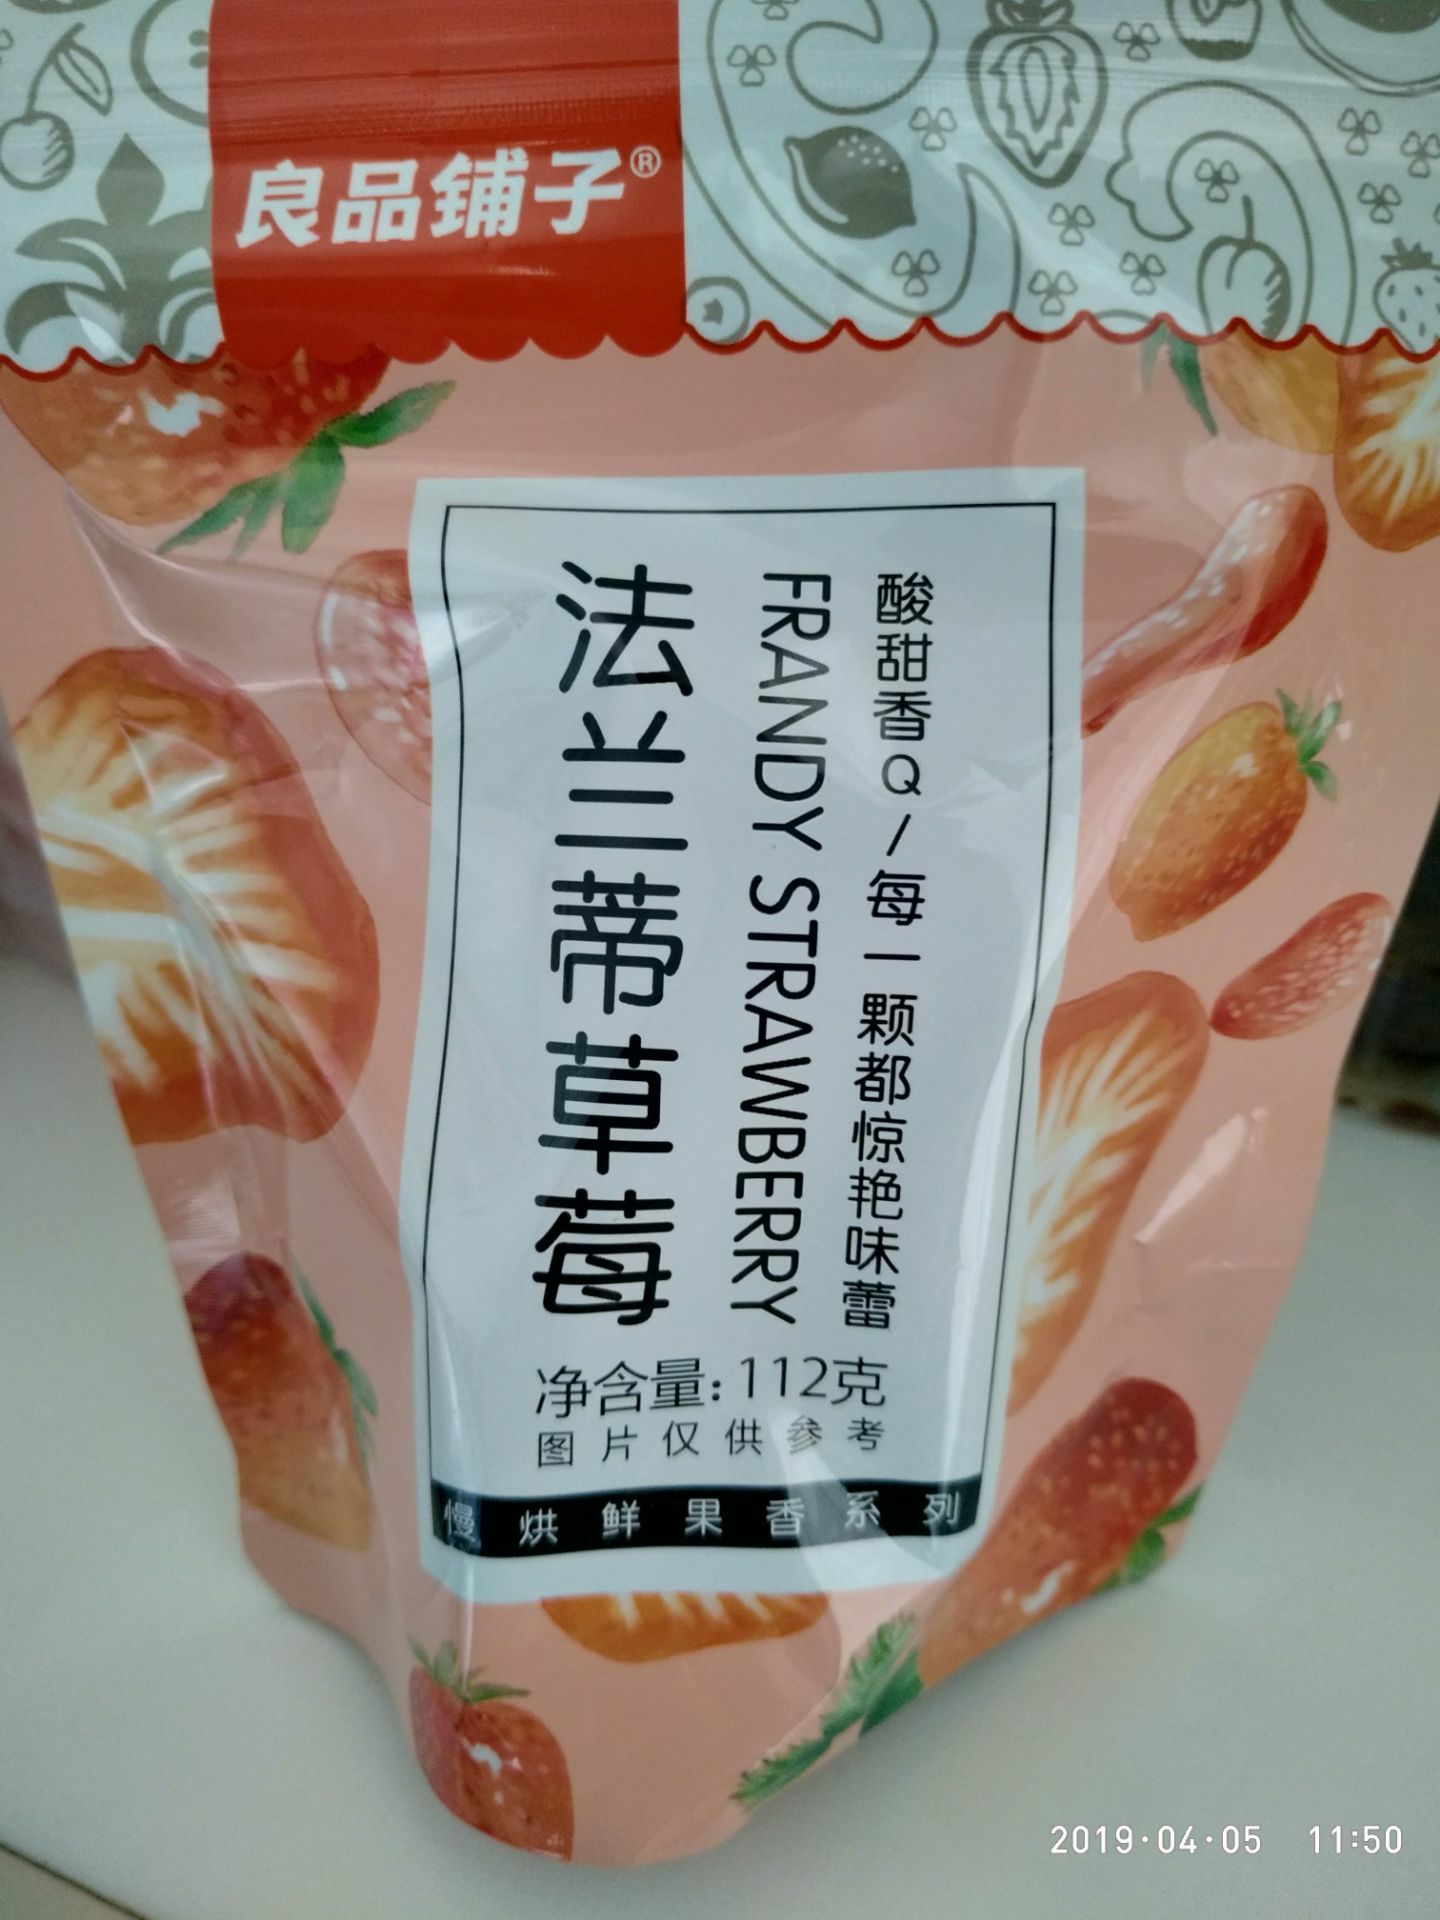 良品铺子®
酸甜香Q/每一颗都惊艳味蕾
FRANDY STRAWBERRY
法兰蒂草莓
净含量:112克
图片仅供参考
慢烘鲜果香系列
2019·04·05 11:50